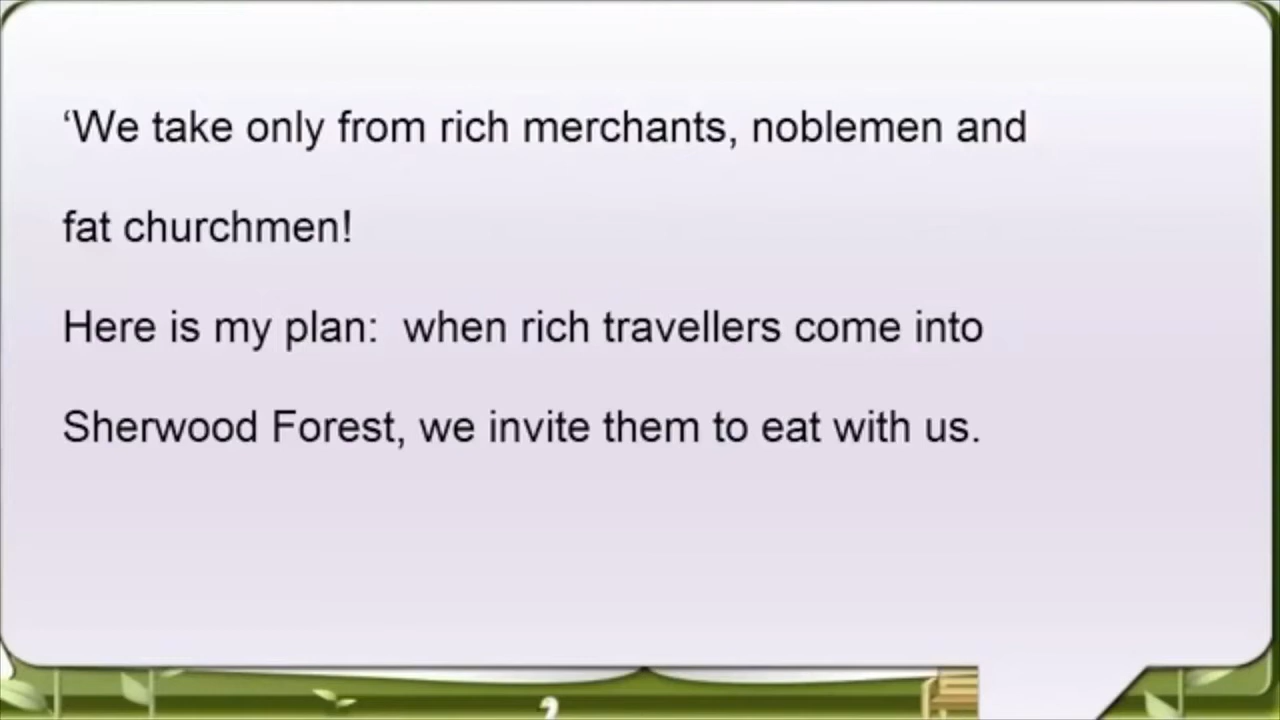 ‘We take only from rich merchants, noblemen and
fat churchmen!
Here is my plan:  when rich travellers come into
Sherwood Forest, we invite them to eat with us.